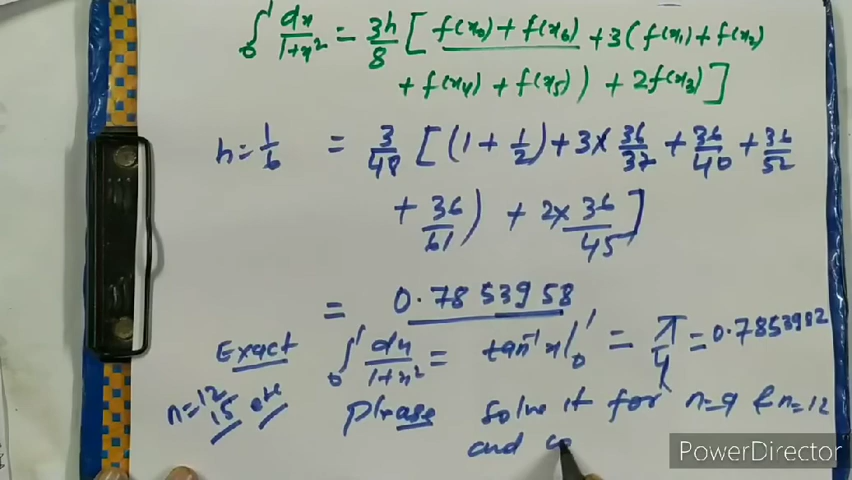 ∫₀¹ dx/(1+x²) = 3h/8 [ f(x₀) + f(x₆) + 3( f(x₁) + f(x₂)
+ f(x₄) + f(x₅) ) + 2f(x₃) ]
h = 1/6 = 3/48 [ (1 + 1/2) + 3× 36/37 + 36/40 + 36/52
+ 36/61 ) + 2× 36/45 ]
= 0.7853958
Exact ∫₀¹ dx/(1+x²) = tan⁻¹x |₀¹ = π/4 = 0.7853982
n=12 15 etc Please solve it for n=9 & n=12
and co
PowerDirector